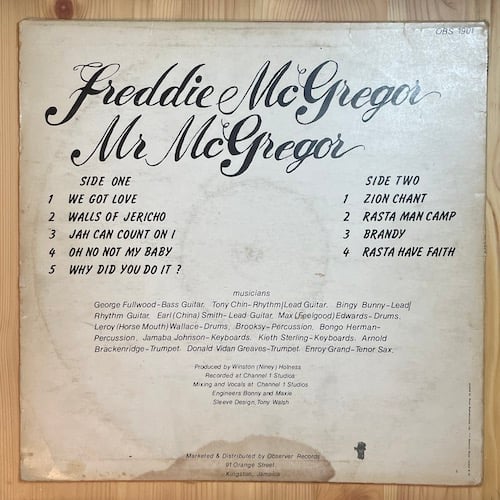 OBS 1901
Freddie McGregor
Mr McGregor
SIDE ONE
1 WE GOT LOVE
2 WALLS OF JERICHO
3 JAH CAN COUNT ON I
4 OH NO NOT MY BABY
5 WHY DID YOU DO IT ?
SIDE TWO
1 ZION CHANT
2 RASTA MAN CAMP
3 BRANDY
4 RASTA HAVE FAITH
musicians
George Fullwood-Bass Guitar, Tony Chin-Rhythm/Lead Guitar. Bingy Bunny-Lead/
Rhythm Guitar, Earl (China) Smith-Lead Guitar, Max (Feelgood) Edwards-Drums,
Leroy (Horse Mouth) Wallace-Drums, Brooksy-Percussion, Bongo Herman-
Percussion, Jamaba Johnson-Keyboards, Kieth Sterling-Keyboards, Arnold
Brackenridge-Trumpet. Donald Vidan Greaves-Trumpet. Enroy Grand-Tenor Sax.
Produced by Winston (Niney) Holness
Recorded at Channel 1 Studios
Mixing and Vocals at Channel 1 Studios
Engineers Bonny and Maxie
Sleeve Design, Tony Walsh
Marketed & Distributed by Observer Records
91 Orange Street
Kingston, Jamaica